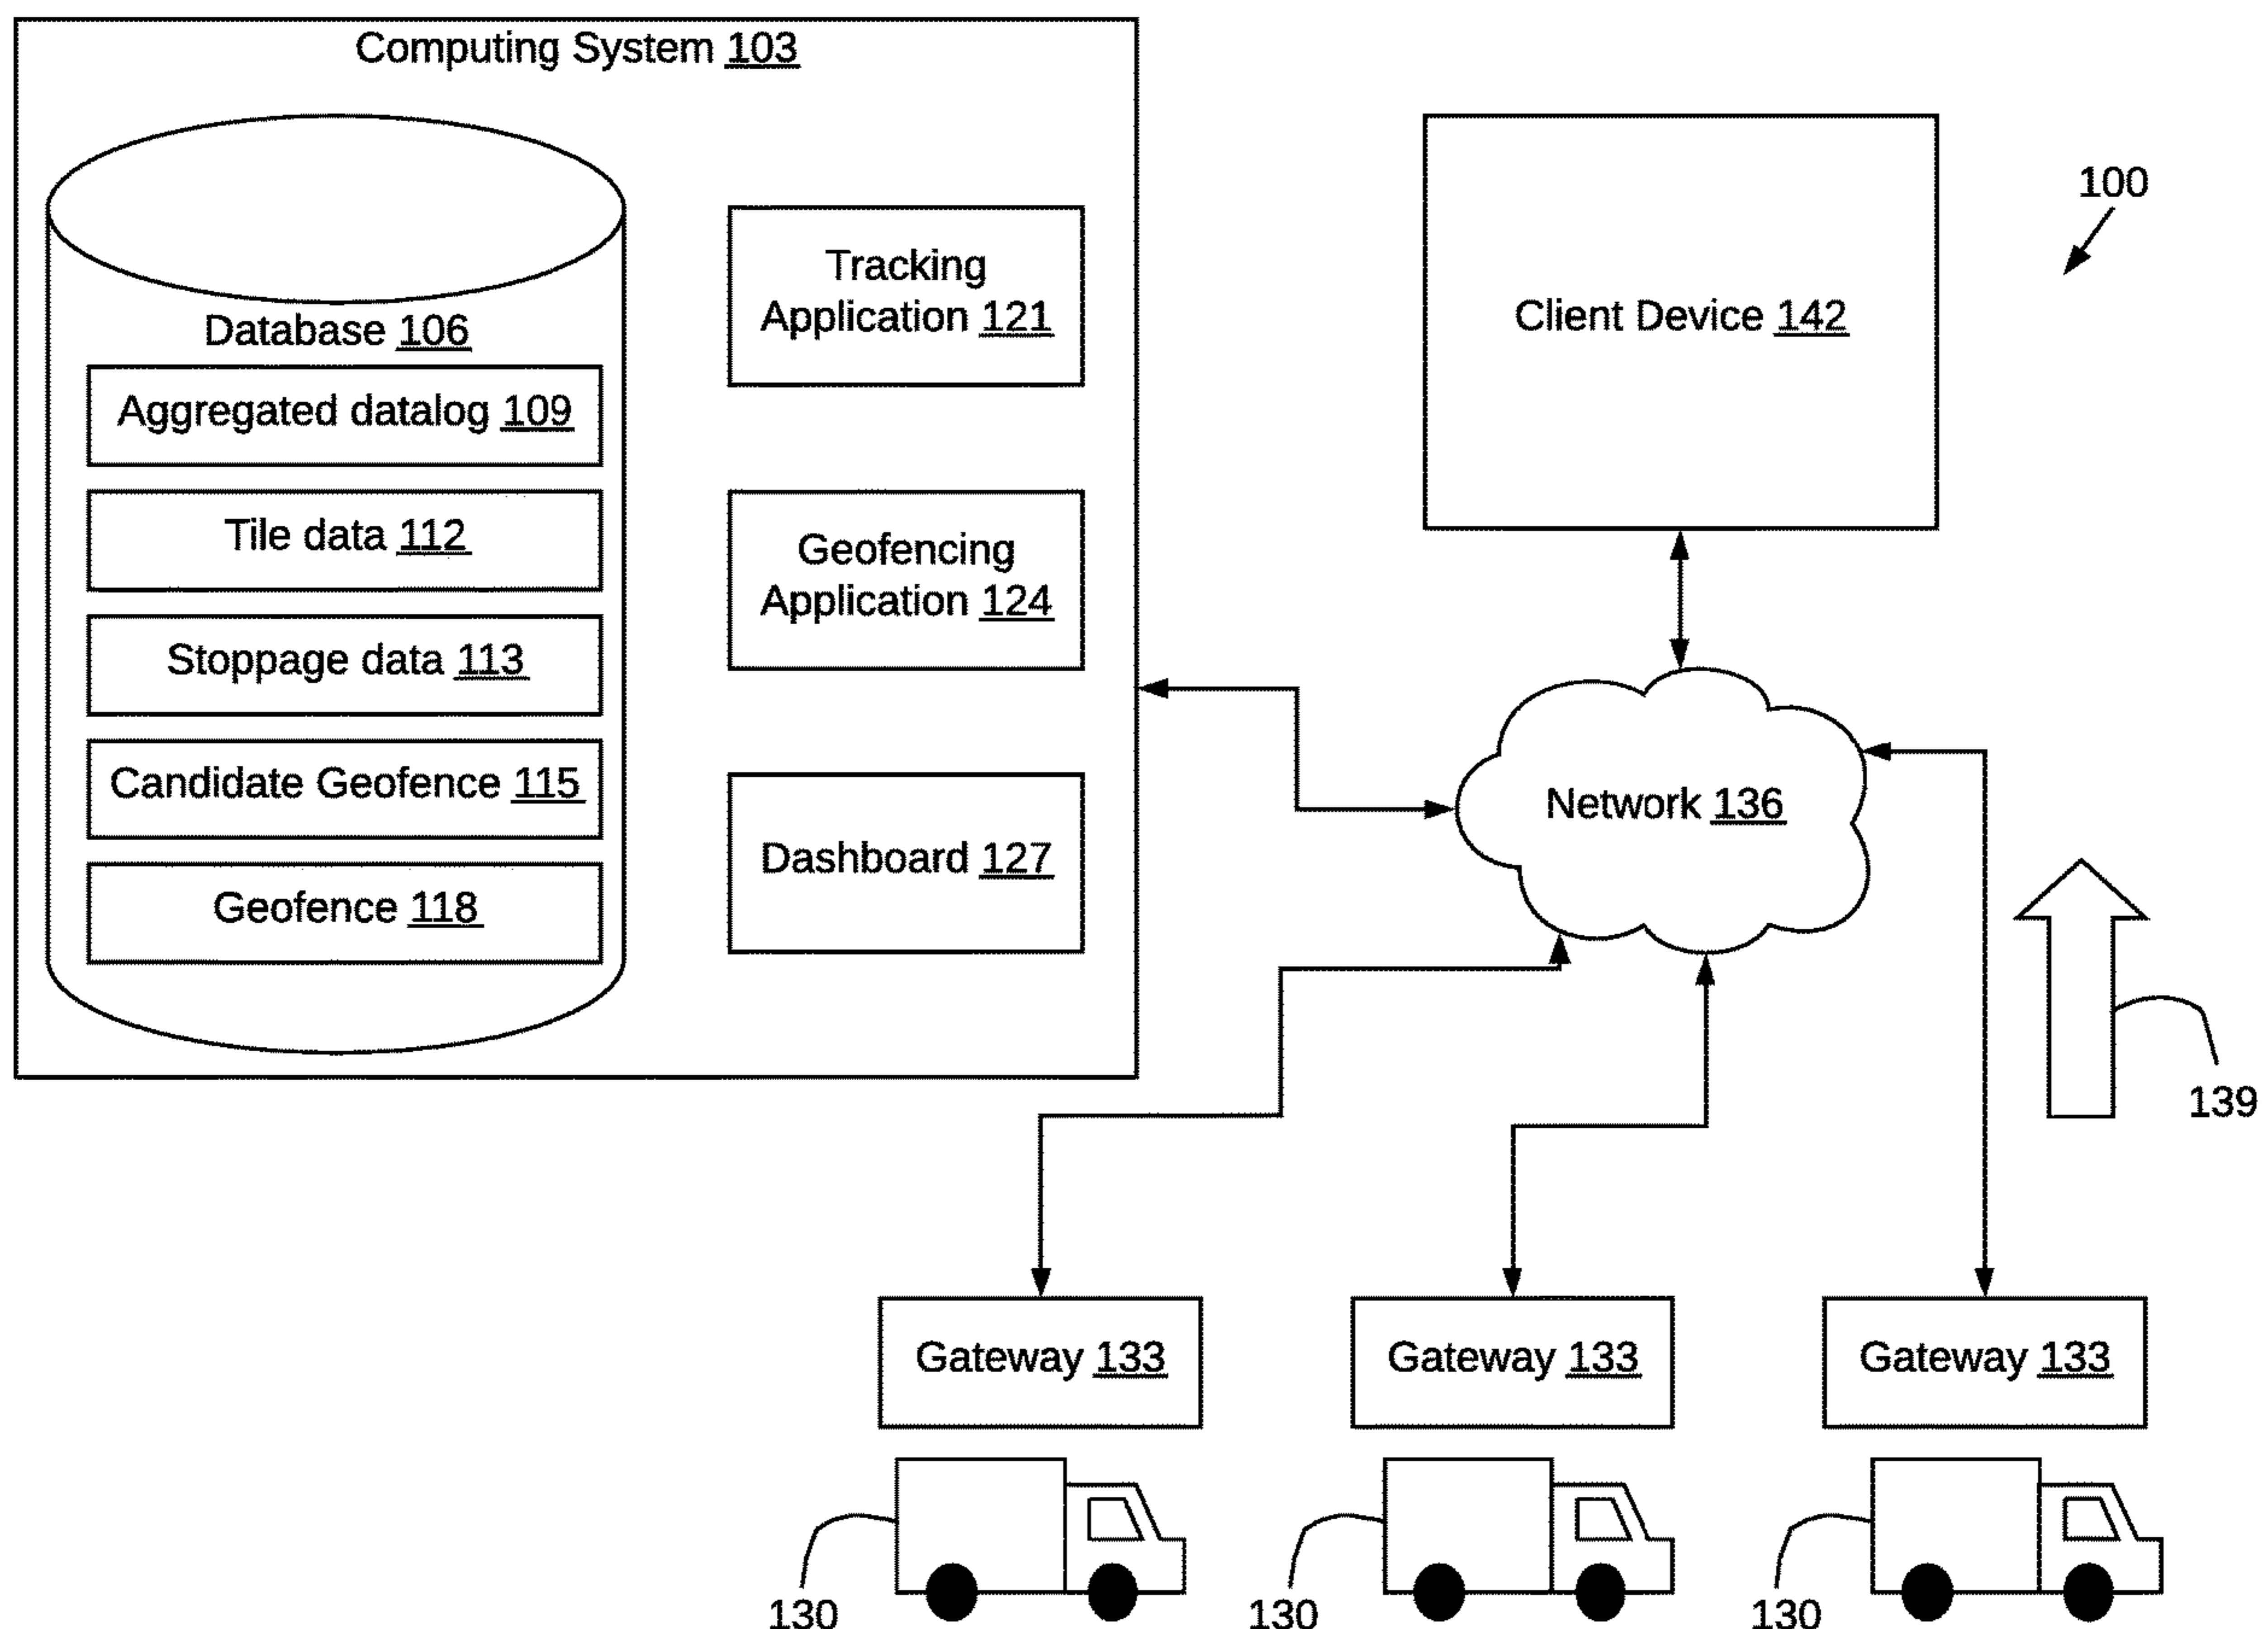 Computing System 103
Database 106
Aggregated datalog 109
Tile data 112
Stoppage data 113
Candidate Geofence 115
Geofence 118
Tracking
Application 121
Geofencing
Application 124
Dashboard 127
Client Device 142
100
Network 136
139
Gateway 133
Gateway 133
Gateway 133
130
130
130